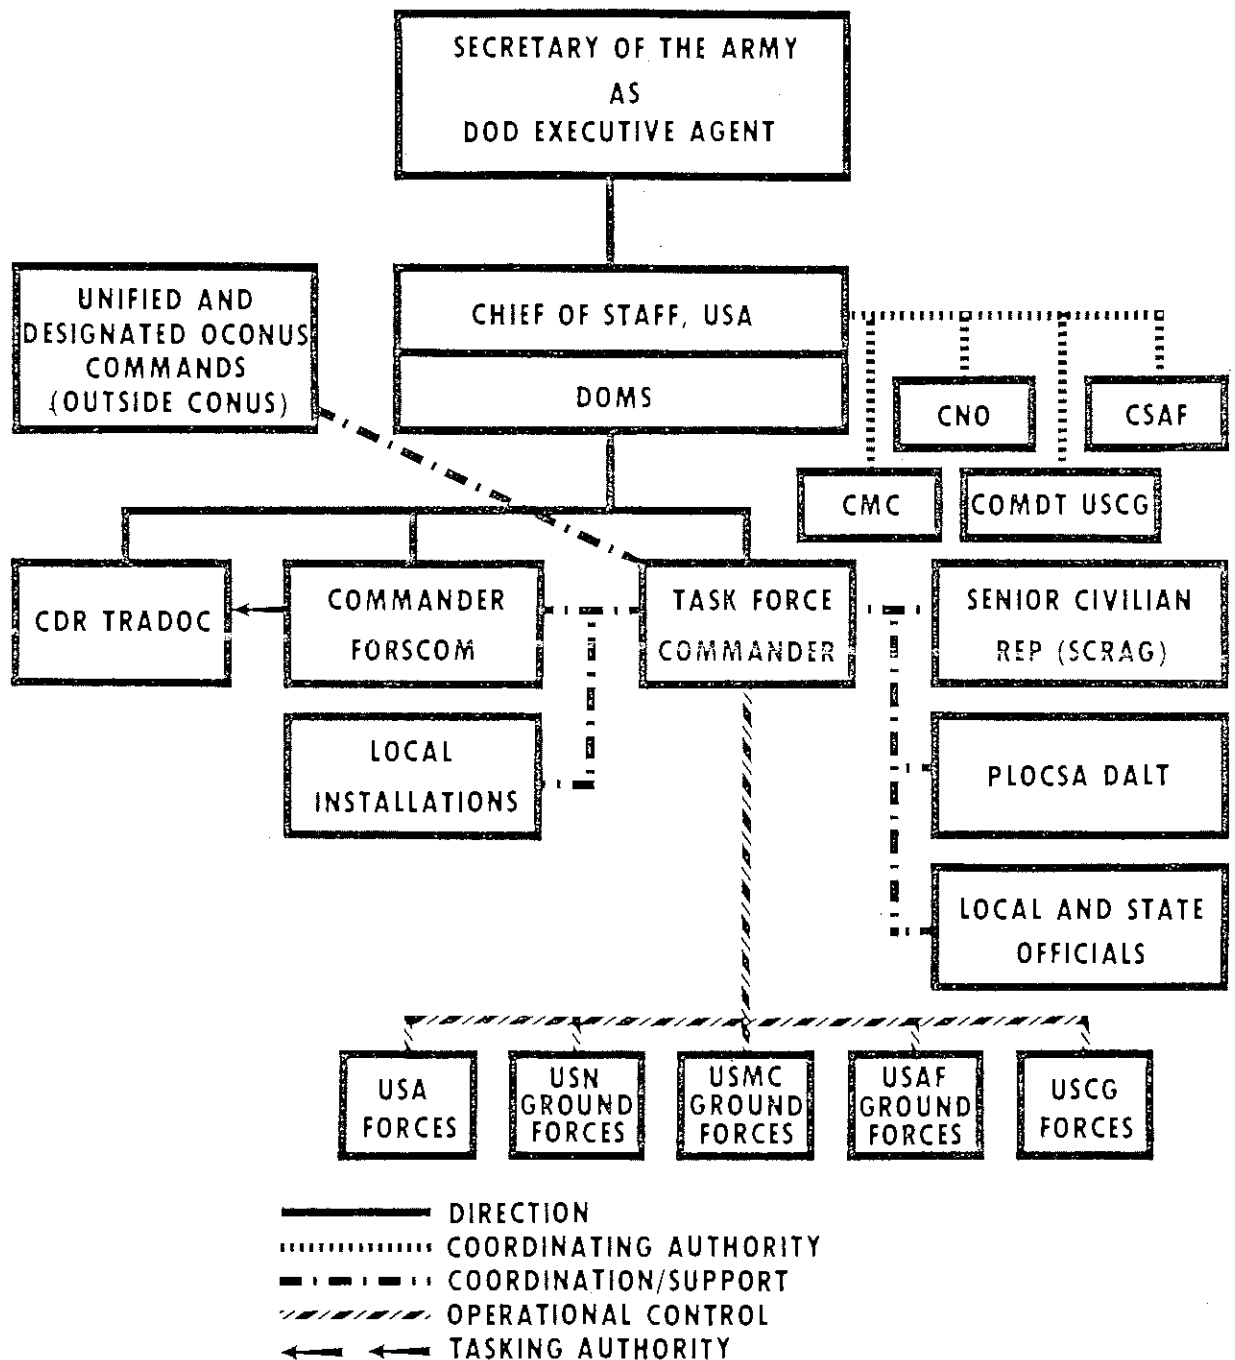 SECRETARY OF THE ARMY
AS
DOD EXECUTIVE AGENT
UNIFIED AND
DESIGNATED OCONUS
COMMANDS
(OUTSIDE CONUS)
CHIEF OF STAFF, USA
DOMS
CNO
CSAF
CMC
COMDT USCG
CDR TRADOC
COMMANDER
FORSCOM
TASK FORCE
COMMANDER
SENIOR CIVILIAN
REP (SCRAG)
LOCAL
INSTALLATIONS
PLOCSA DALT
LOCAL AND STATE
OFFICIALS
USA
FORCES
USN
GROUND
FORCES
USMC
GROUND
FORCES
USAF
GROUND
FORCES
USCG
FORCES
DIRECTION
COORDINATING AUTHORITY
COORDINATION/SUPPORT
OPERATIONAL CONTROL
TASKING AUTHORITY